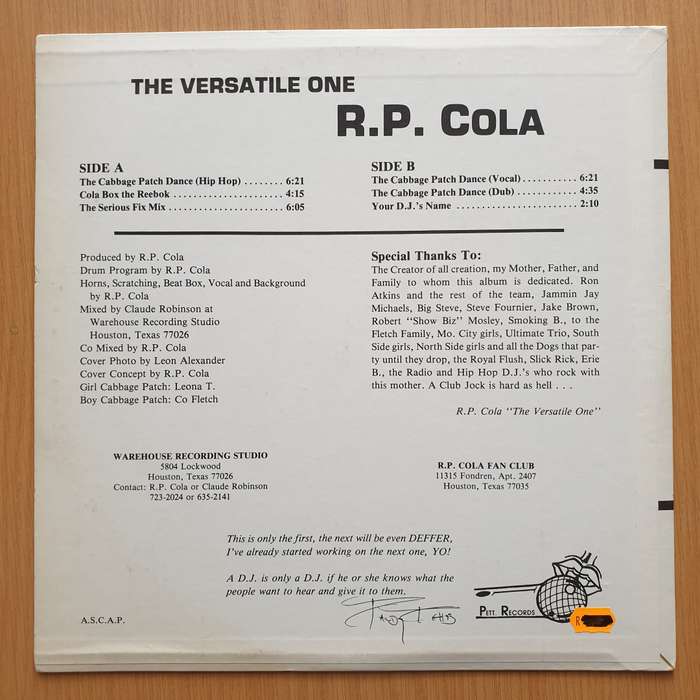 THE VERSATILE ONE
R.P. COLA
SIDE A
The Cabbage Patch Dance (Hip Hop) ........ 6:21
Cola Box the Reebok ...................... 4:15
The Serious Fix Mix ....................... 6:05
SIDE B
The Cabbage Patch Dance (Vocal)........... 6:21
The Cabbage Patch Dance (Dub) ............ 4:35
Your D.J.'s Name ......................... 2:10
Produced by R.P. Cola
Drum Program by R.P. Cola
Horns, Scratching, Beat Box, Vocal and Background
by R.P. Cola
Mixed by Claude Robinson at
Warehouse Recording Studio
Houston, Texas 77026
Co Mixed by R.P. Cola
Cover Photo by Leon Alexander
Cover Concept by R.P. Cola
Girl Cabbage Patch: Leona T.
Boy Cabbage Patch: Co Fletch
Special Thanks To:
The Creator of all creation, my Mother, Father, and
Family to whom this album is dedicated. Ron
Atkins and the rest of the team, Jammin Jay
Michaels, Big Steve, Steve Fournier, Jake Brown,
Robert "Show Biz" Mosley, Smoking B., to the
Fletch Family, Mo. City girls, Ultimate Trio, South
Side girls, North Side girls and all the Dogs that par-
ty until they drop, the Royal Flush, Slick Rick, Erie
B., the Radio and Hip Hop D.J.'s who rock with
this mother. A Club Jock is hard as hell . . .
R.P. Cola "The Versatile One"
WAREHOUSE RECORDING STUDIO
5804 Lockwood
Houston, Texas 77026
Contact: R.P. Cola or Claude Robinson
723-2024 or 635-2141
R.P. COLA FAN CLUB
11315 Fondren, Apt. 2407
Houston, Texas 77035
This is only the first, the next will be even DEFFER,
I've already started working on the next one, YO!
A D.J. is only a D.J. if he or she knows what the
people want to hear and give it to them.
PETT. RECORDS
R
A.S.C.A.P.